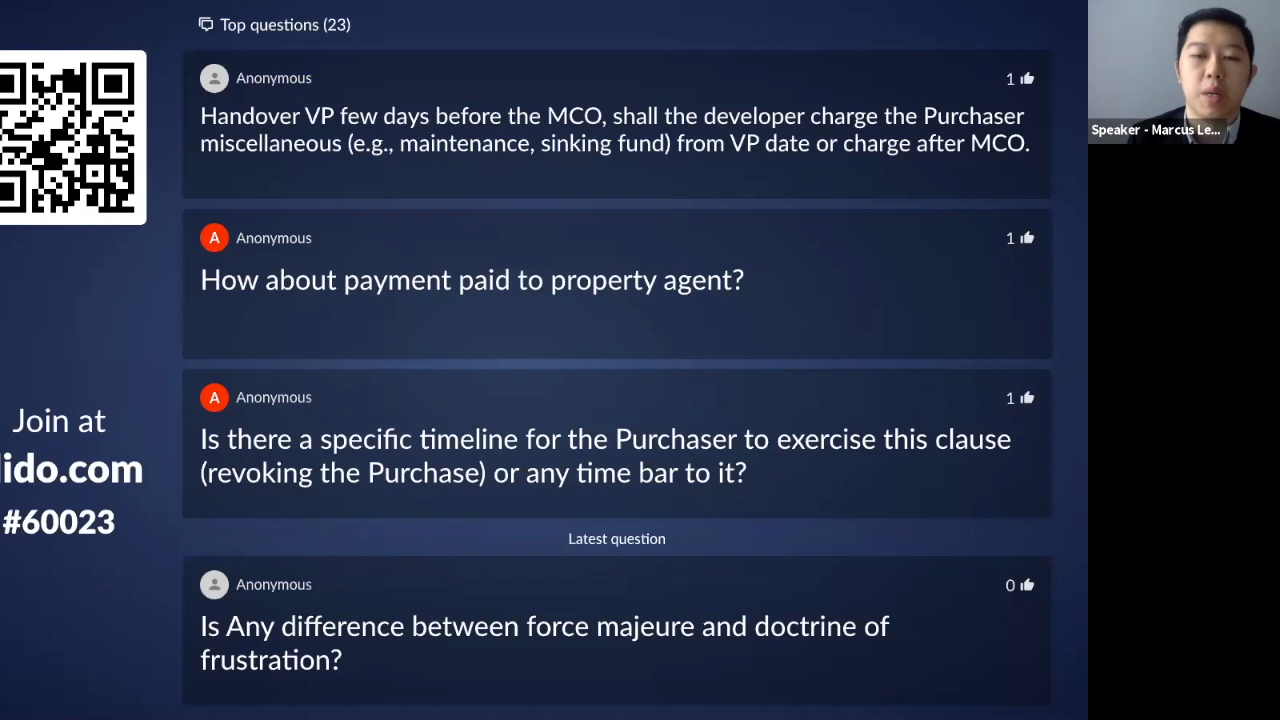 Top questions (23)
Anonymous
1
Handover VP few days before the MCO, shall the developer charge the Purchaser
miscellaneous (e.g., maintenance, sinking fund) from VP date or charge after MCO.
A
Anonymous
1
How about payment paid to property agent?
A
Anonymous
1
Is there a specific timeline for the Purchaser to exercise this clause
(revoking the Purchase) or any time bar to it?
Latest question
Anonymous
0
Is Any difference between force majeure and doctrine of
frustration?
Join at
lido.com
#60023
Speaker - Marcus Le...